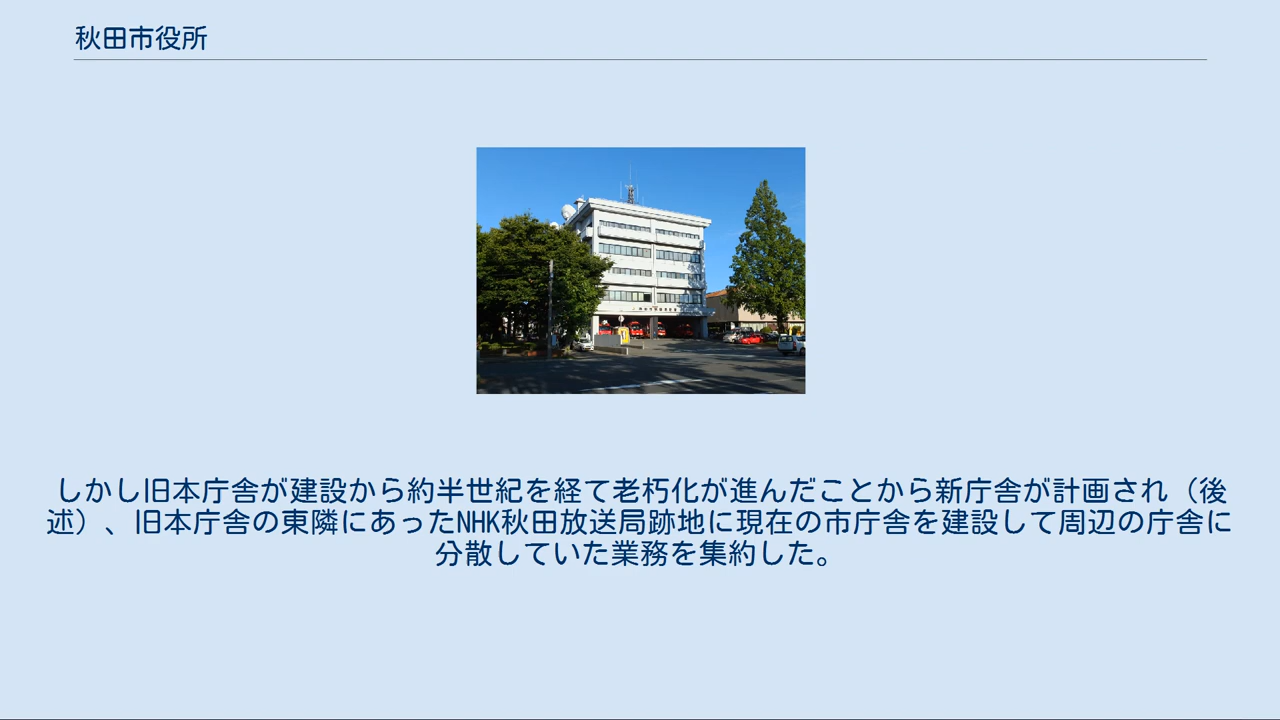 秋田市役所
しかし旧本庁舎が建設から約半世紀を経て老朽化が進んだことから新庁舎が計画され（後
述）、旧本庁舎の東隣にあったNHK秋田放送局跡地に現在の市庁舎を建設して周辺の庁舎に
分散していた業務を集約した。